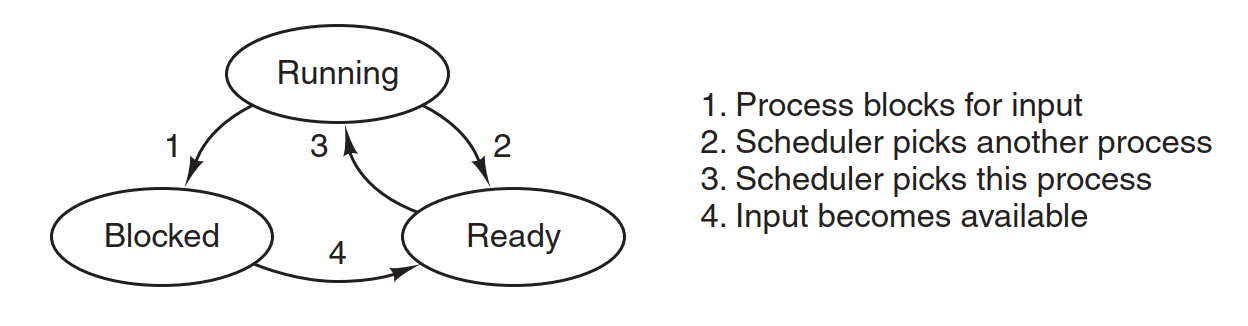 Running
1
3
2
Blocked
4
Ready
1. Process blocks for input
2. Scheduler picks another process
3. Scheduler picks this process
4. Input becomes available